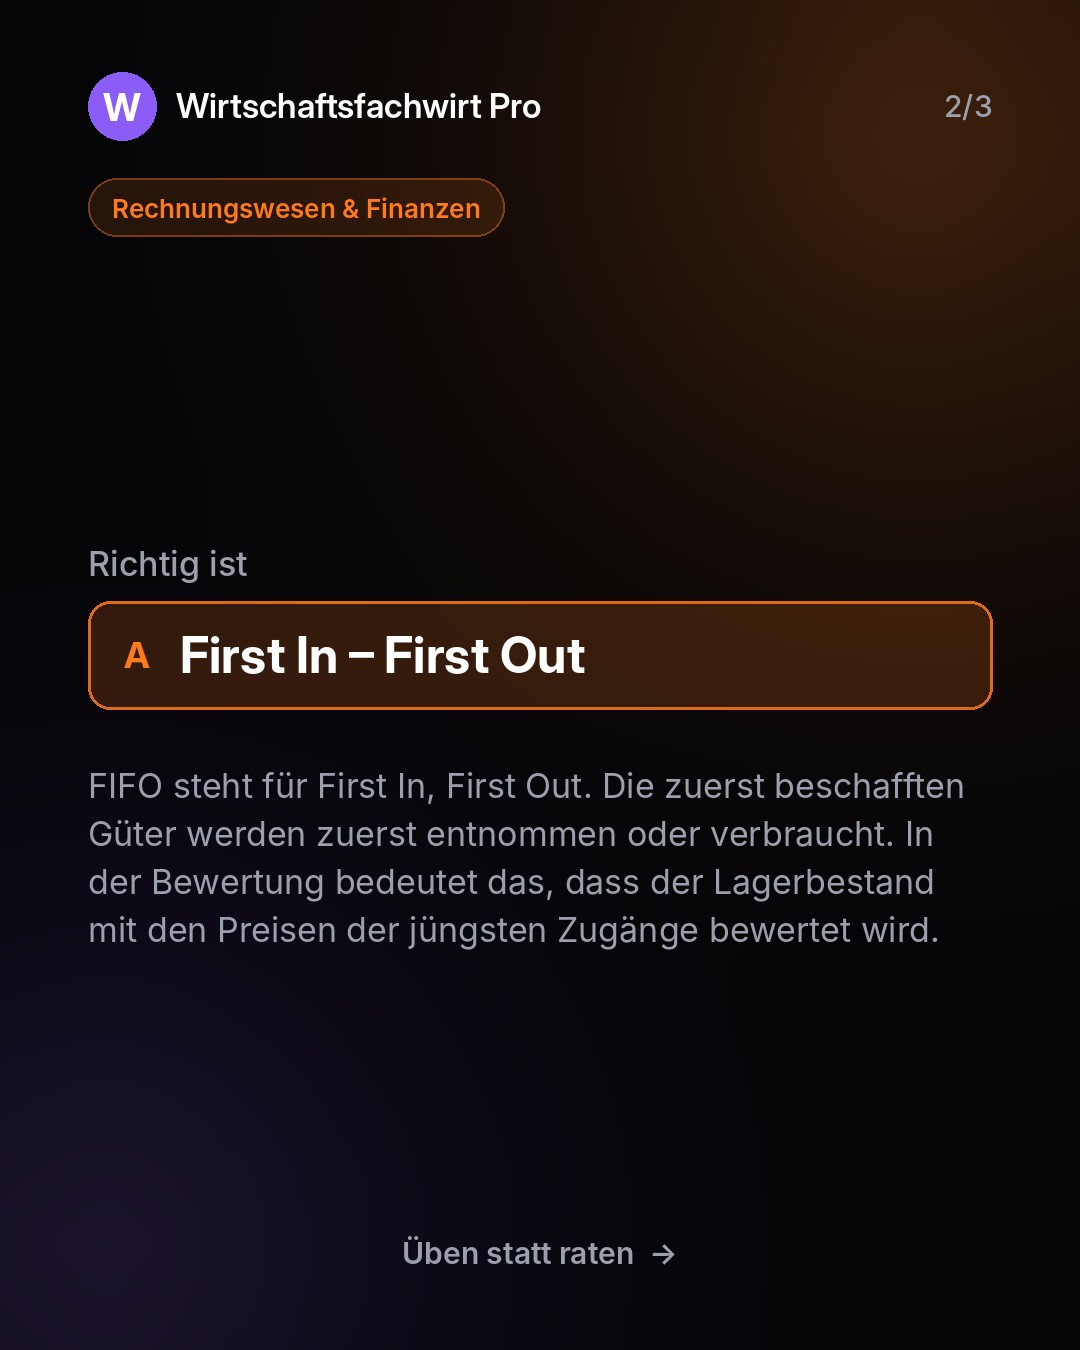 W Wirtschaftsfachwirt Pro 2/3
Rechnungswesen & Finanzen
Richtig ist
A First In – First Out
FIFO steht für First In, First Out. Die zuerst beschafften
Güter werden zuerst entnommen oder verbraucht. In
der Bewertung bedeutet das, dass der Lagerbestand
mit den Preisen der jüngsten Zugänge bewertet wird.
Üben statt raten →